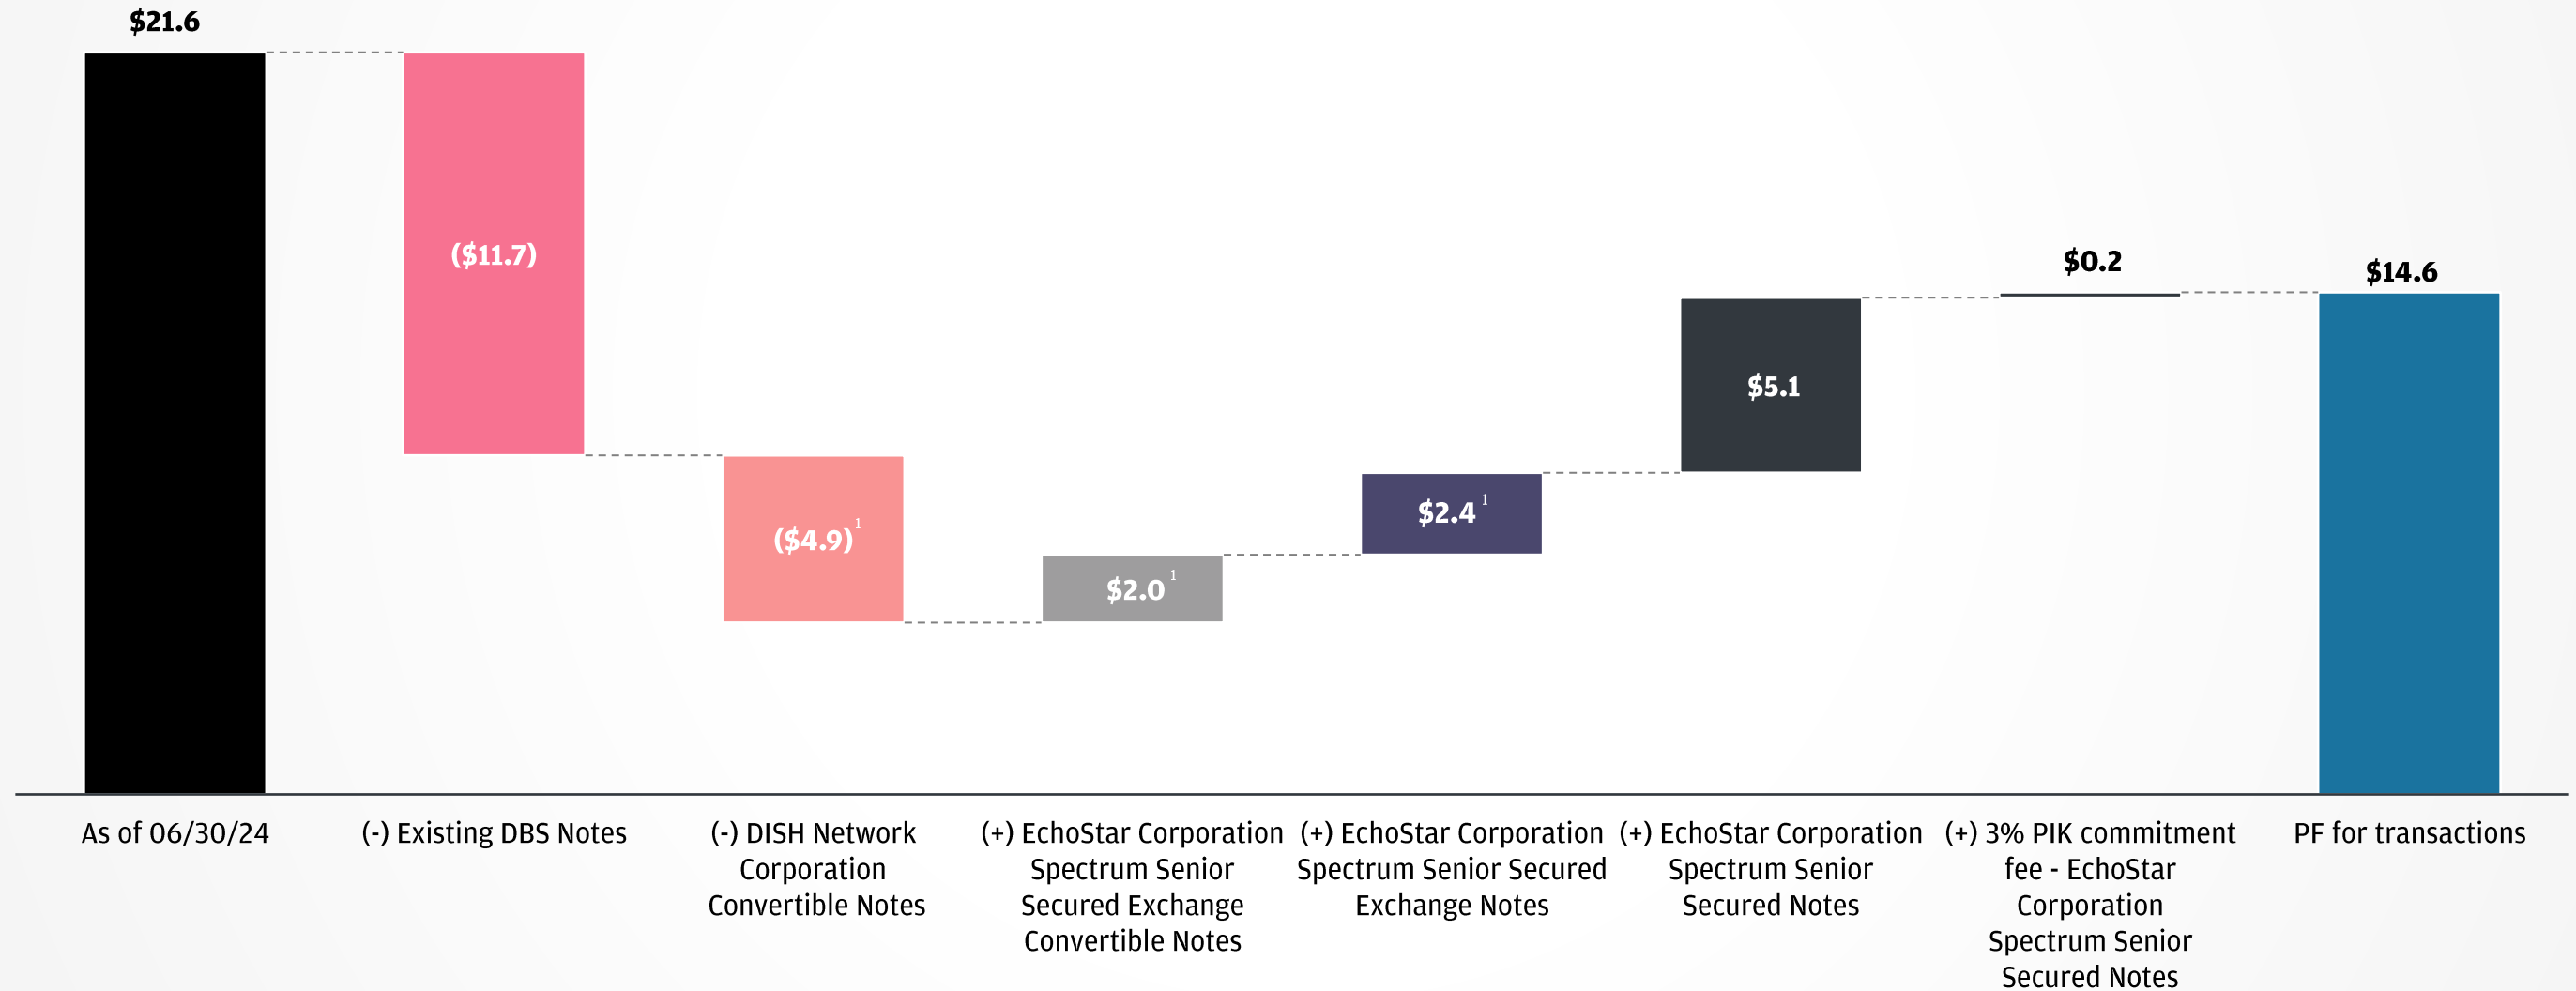 $21.6
($11.7)
($4.9)1
$2.01
$2.41
$5.1
$0.2
$14.6
As of 06/30/24
(-) Existing DBS Notes
(-) DISH Network
Corporation
Convertible Notes
(+) EchoStar Corporation
Spectrum Senior
Secured Exchange
Convertible Notes
(+) EchoStar Corporation
Spectrum Senior Secured
Exchange Notes
(+) EchoStar Corporation
Spectrum Senior
Secured Notes
(+) 3% PIK commitment
fee - EchoStar
Corporation
Spectrum Senior
Secured Notes
PF for transactions